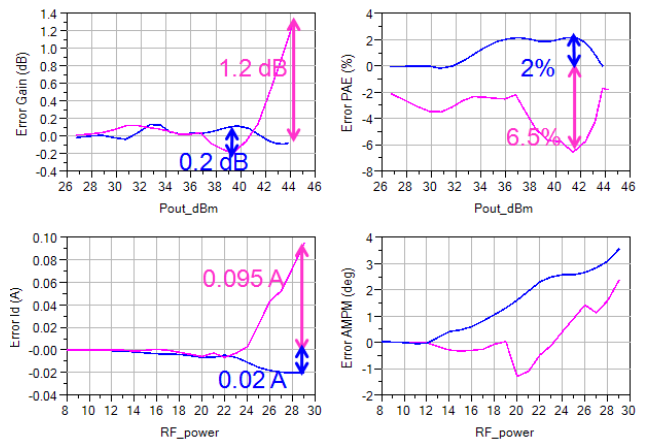 1.4
1.2
1.0
0.8
0.6
0.4
0.2
0.0
-0.2
-0.4
Error Gain (dB)
1.2 dB
0.2 dB
26 28 30 32 34 36 38 40 42 44 46
Pout_dBm
4
2
0
-2
-4
-6
-8
Error PAE (%)
2%
6.5%
26 28 30 32 34 36 38 40 42 44 46
Pout_dBm
0.10
0.08
0.06
0.04
0.02
-0.00
-0.02
-0.04
Error Id (A)
0.095 A
0.02 A
8 10 12 14 16 18 20 22 24 26 28 30
RF_power
4
3
2
1
0
-1
-2
Error AMPM (deg)
8 10 12 14 16 18 20 22 24 26 28 30
RF_power